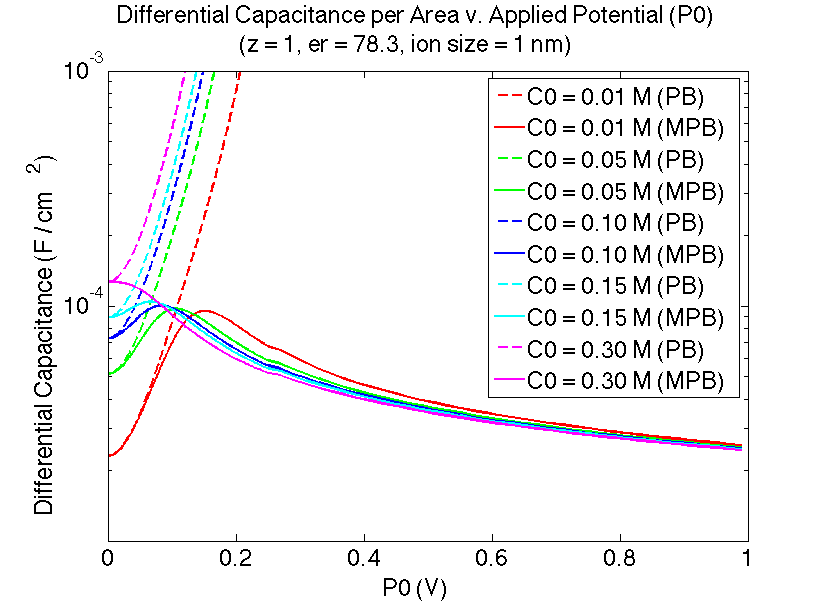 Differential Capacitance per Area v. Applied Potential (P0)
(z = 1, er = 78.3, ion size = 1 nm)
10^-3
10^-4
Differential Capacitance (F / cm^2)
C0 = 0.01 M (PB)
C0 = 0.01 M (MPB)
C0 = 0.05 M (PB)
C0 = 0.05 M (MPB)
C0 = 0.10 M (PB)
C0 = 0.10 M (MPB)
C0 = 0.15 M (PB)
C0 = 0.15 M (MPB)
C0 = 0.30 M (PB)
C0 = 0.30 M (MPB)
0 0.2 0.4 0.6 0.8 1
P0 (V)